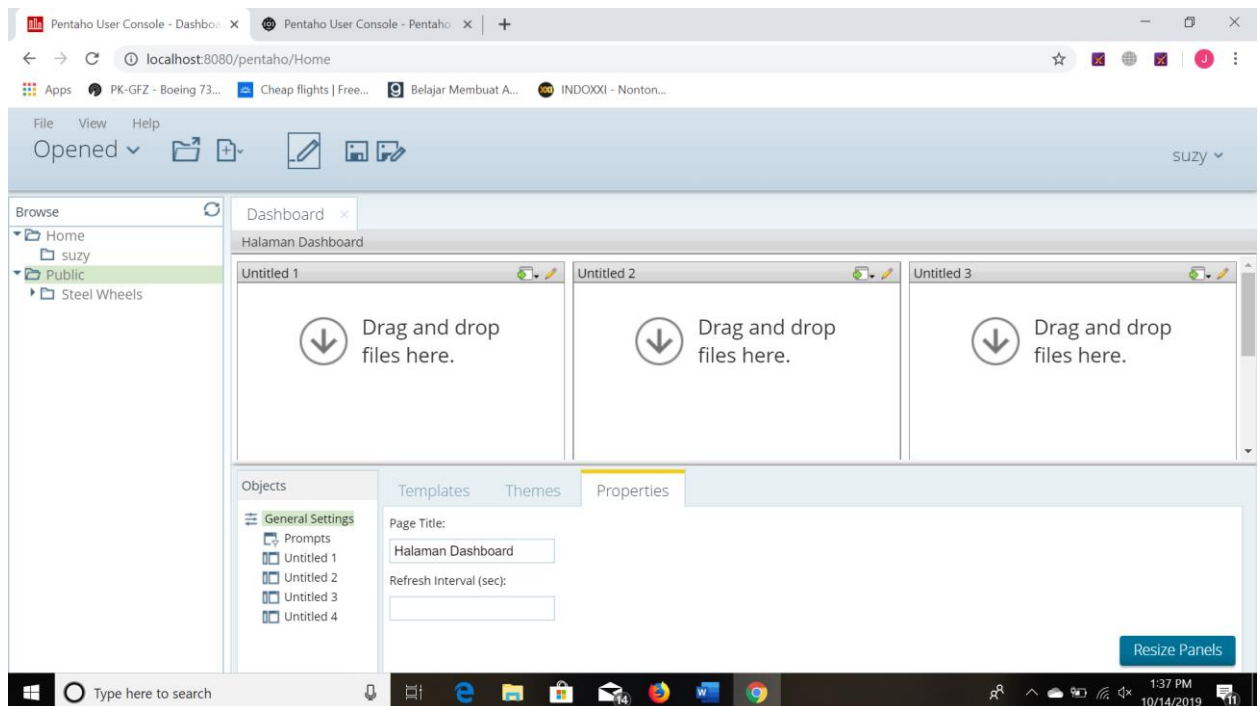 Pentaho User Console - Dashboa
Pentaho User Console - Pentaho
localhost:8080/pentaho/Home
J
Apps PK-GFZ - Boeing 73... Cheap flights | Free... Belajar Membuat A... INDOXXI - Nonton...
File View Help
Opened
suzy
Browse
Home
suzy
Public
Steel Wheels
Dashboard
Halaman Dashboard
Untitled 1 Untitled 2 Untitled 3
Drag and drop files here.
Drag and drop files here.
Drag and drop files here.
Objects
General Settings
Prompts
Untitled 1
Untitled 2
Untitled 3
Untitled 4
Templates Themes Properties
Page Title:
Halaman Dashboard
Refresh Interval (sec):
Resize Panels
Type here to search
14
1:37 PM
10/14/2019
11